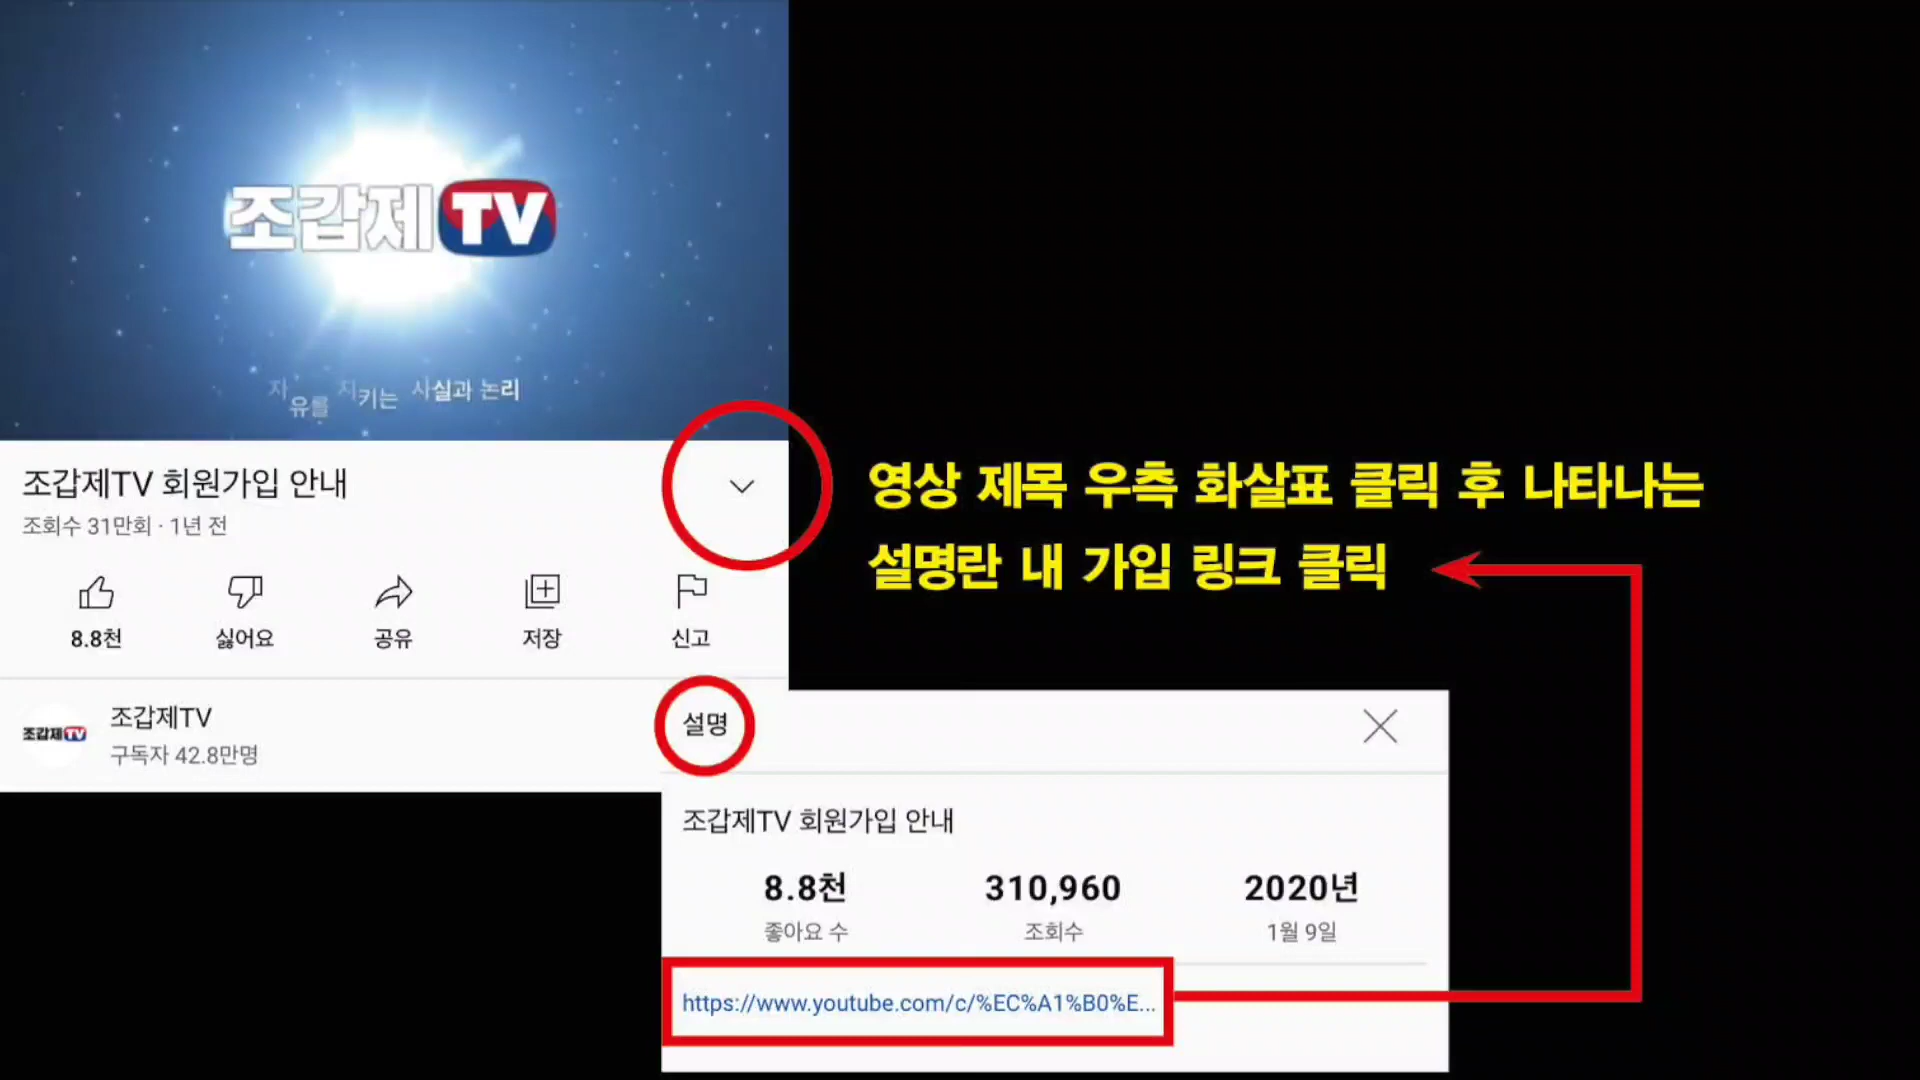 조갑제TV
자유를 지키는 사실과 논리
조갑제TV 회원가입 안내
조회수 31만회 · 1년 전
8.8천
싫어요
공유
저장
신고
조갑제TV
조갑제TV
구독자 42.8만명
영상 제목 우측 화살표 클릭 후 나타나는
설명란 내 가입 링크 클릭
설명
조갑제TV 회원가입 안내
8.8천
310,960
2020년
좋아요 수
조회수
1월 9일
https://www.youtube.com/c/%EC%A1%B0%E...